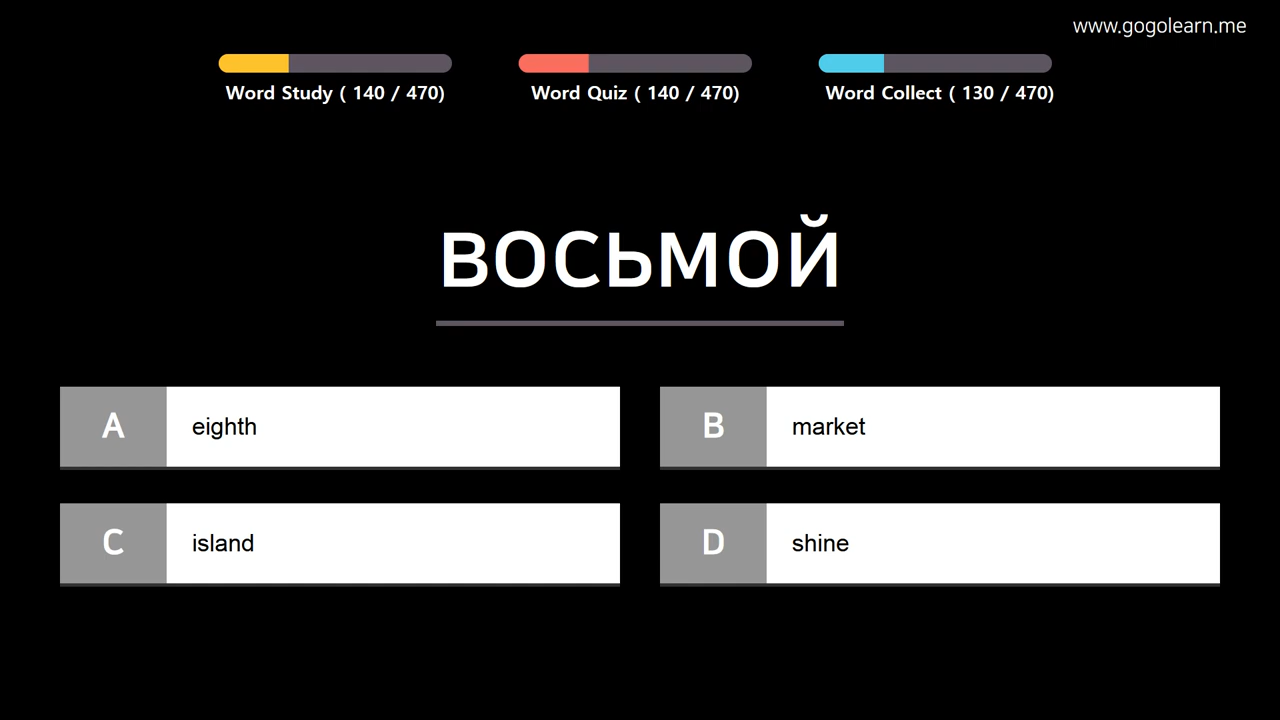 www.gogolearn.me
Word Study ( 140 / 470)
Word Quiz ( 140 / 470)
Word Collect ( 130 / 470)
восьмой
A eighth
B market
C island
D shine